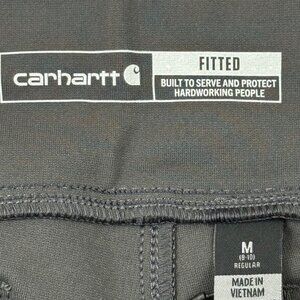 carhartt
FITTED
BUILT TO SERVE AND PROTECT
HARDWORKING PEOPLE
M
(8-10)
REGULAR
MADE IN
VIETNAM